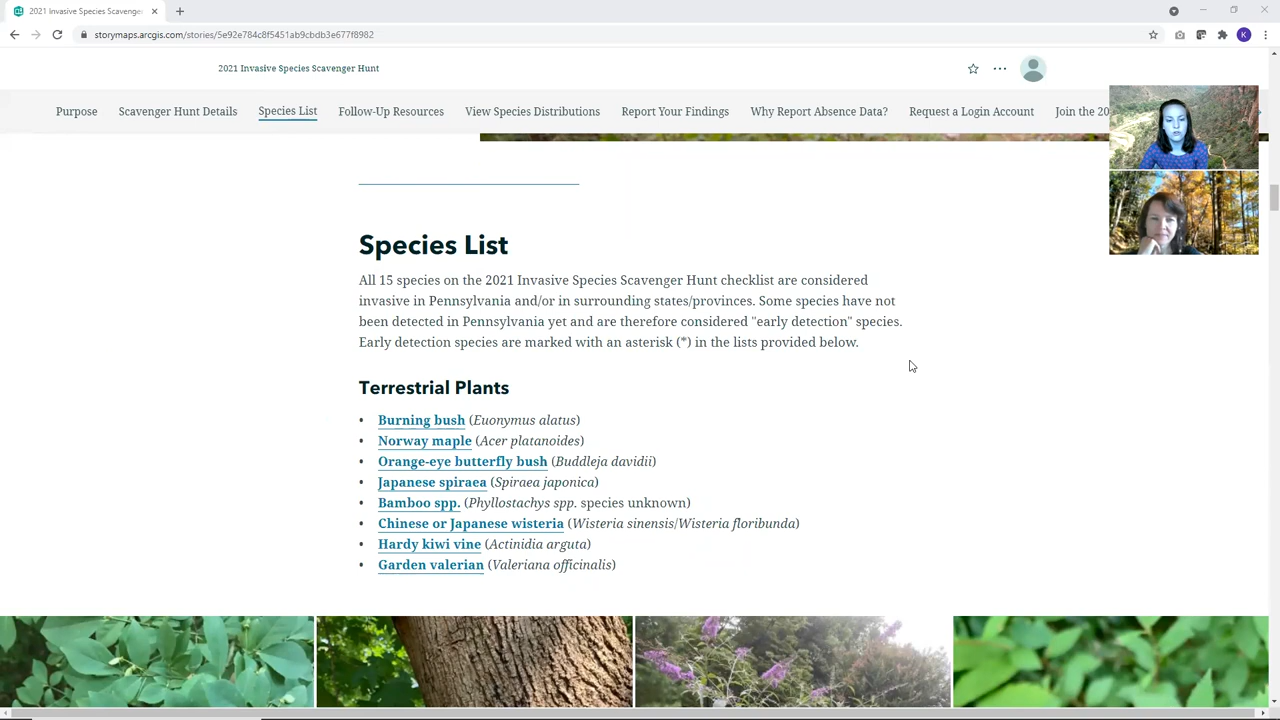 2021 Invasive Species Scavenge
storymaps.arcgis.com/stories/5e92e784c8f5451ab9cbdb3e677f8982
K
2021 Invasive Species Scavenger Hunt
Purpose Scavenger Hunt Details Species List Follow-Up Resources View Species Distributions Report Your Findings Why Report Absence Data? Request a Login Account Join the 20
Species List
All 15 species on the 2021 Invasive Species Scavenger Hunt checklist are considered
invasive in Pennsylvania and/or in surrounding states/provinces. Some species have not
been detected in Pennsylvania yet and are therefore considered "early detection" species.
Early detection species are marked with an asterisk (*) in the lists provided below.
Terrestrial Plants
• Burning bush (Euonymus alatus)
• Norway maple (Acer platanoides)
• Orange-eye butterfly bush (Buddleja davidii)
• Japanese spiraea (Spiraea japonica)
• Bamboo spp. (Phyllostachys spp. species unknown)
• Chinese or Japanese wisteria (Wisteria sinensis/Wisteria floribunda)
• Hardy kiwi vine (Actinidia arguta)
• Garden valerian (Valeriana officinalis)